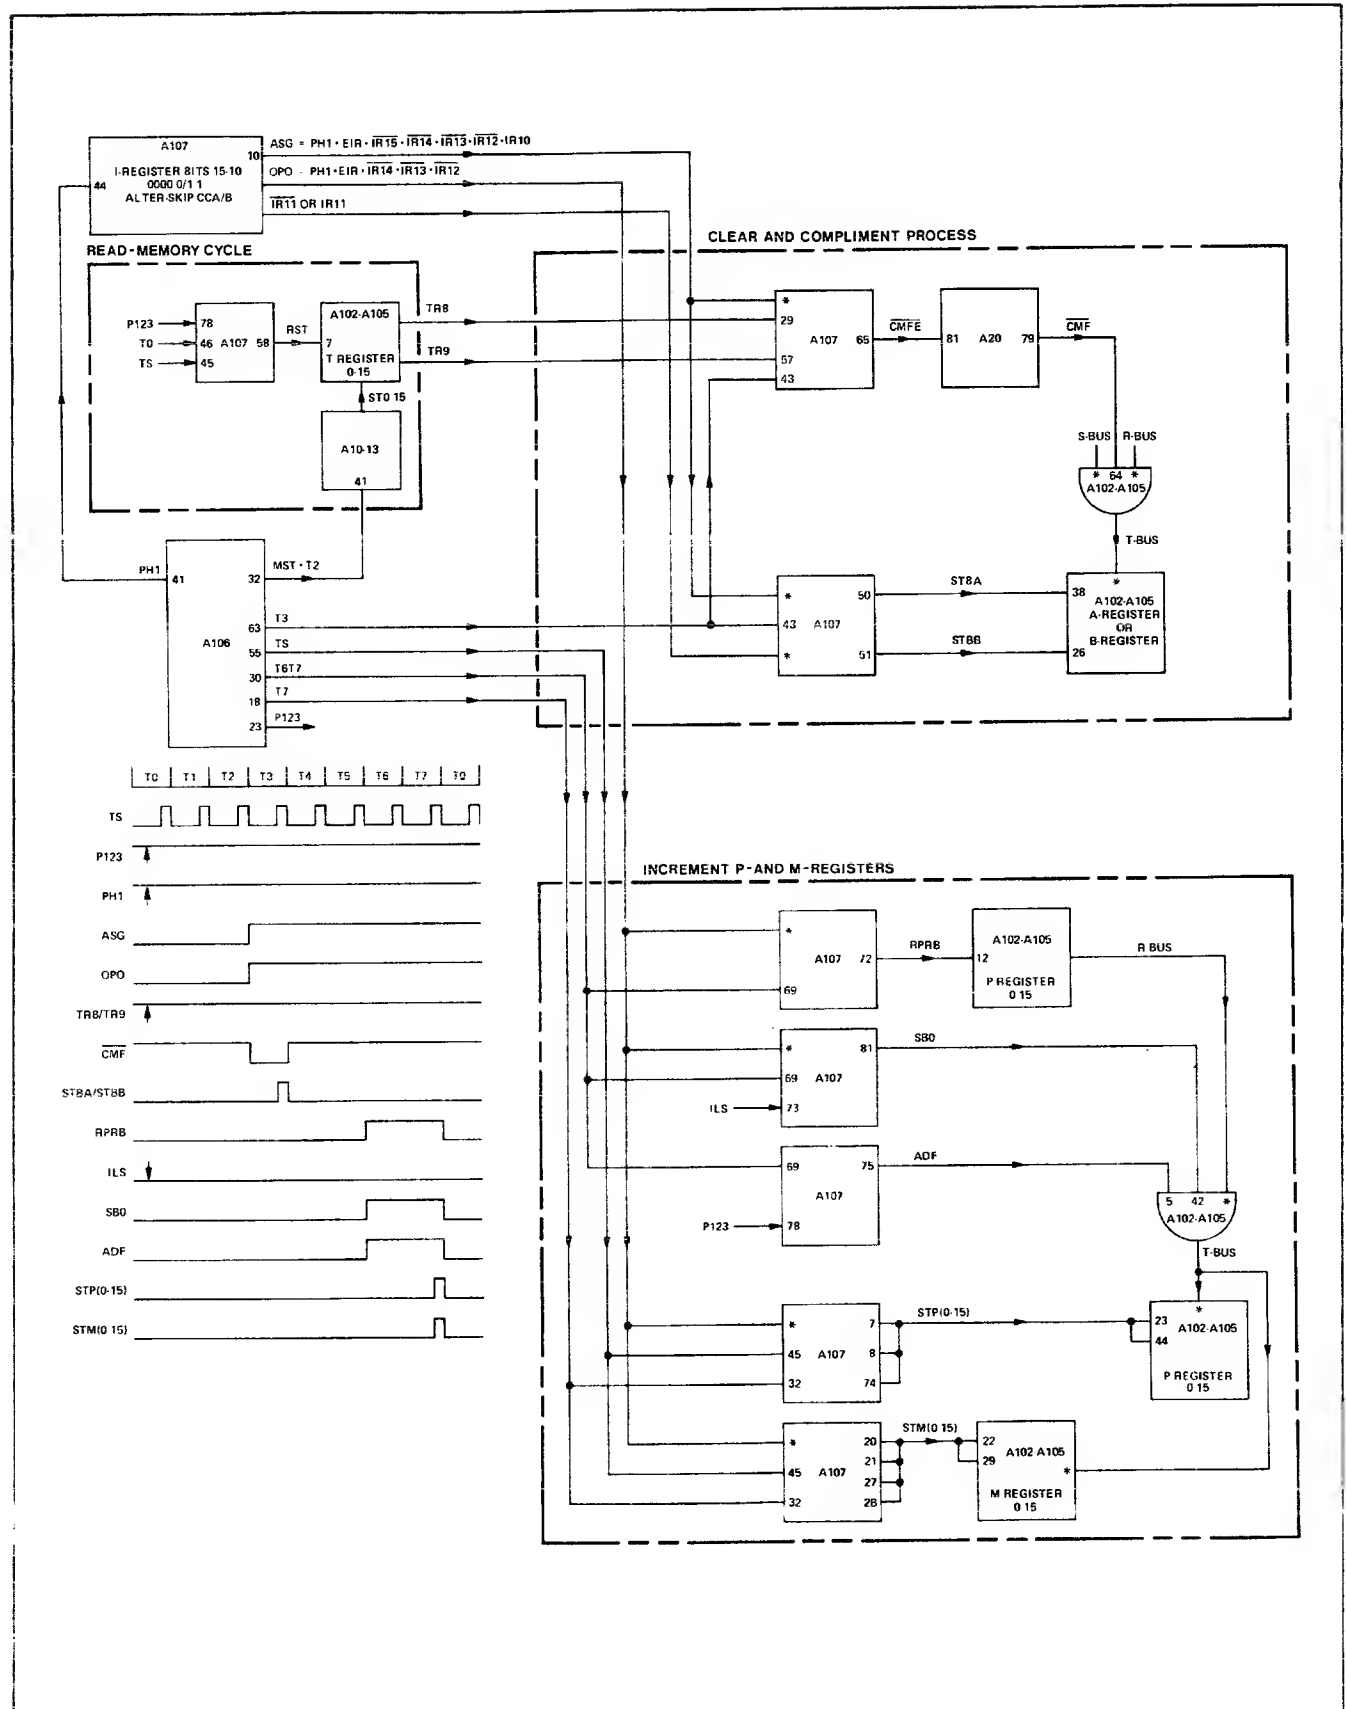 A107
10
ASG = PH1 • EIR • IR15 • IR14 • IR13 • IR12 • IR10
I-REGISTER BITS 15-10
0000 0/1 1
ALTER-SKIP CCA/B
44
OPO - PH1 • EIR • IR14 • IR13 • IR12
IR11 OR IR11
READ-MEMORY CYCLE
P123
T0
TS
78
46 A107 58
45
RST
A102-A105
7
T REGISTER
0-15
TR8
TR9
ST0 15
A10-13
41
CLEAR AND COMPLIMENT PROCESS
*
29
A107 65
57
43
CMFE
81 A20 79
CMF
S-BUS R-BUS
* 64 *
A102-A105
T-BUS
PH1
41
32
MST • T2
A106
63
T3
55
TS
30
T6T7
18
T7
23
P123
*
50
43 A107
*
51
STBA
STBB
*
38
A102-A105
A-REGISTER
OR
B-REGISTER
26
T0 T1 T2 T3 T4 T5 T6 T7 T0
TS
P123
PH1
ASG
OPO
TR8/TR9
CMF
STBA/STBB
RPRB
ILS
SB0
ADF
STP(0-15)
STM(0 15)
INCREMENT P-AND M-REGISTERS
*
A107 72
69
RPRB
A102-A105
12
P REGISTER
0 15
R BUS
* 81
69 A107
ILS
73
SB0
69 75
A107
P123
78
ADF
5 42 *
A102-A105
T-BUS
* 7
45 A107 8
32 74
STP(0-15)
*
23
A102-A105
44
P REGISTER
0 15
* 20
21
45 A107
27
32 28
STM(0 15)
22
A102 A105
29
*
M REGISTER
0 15